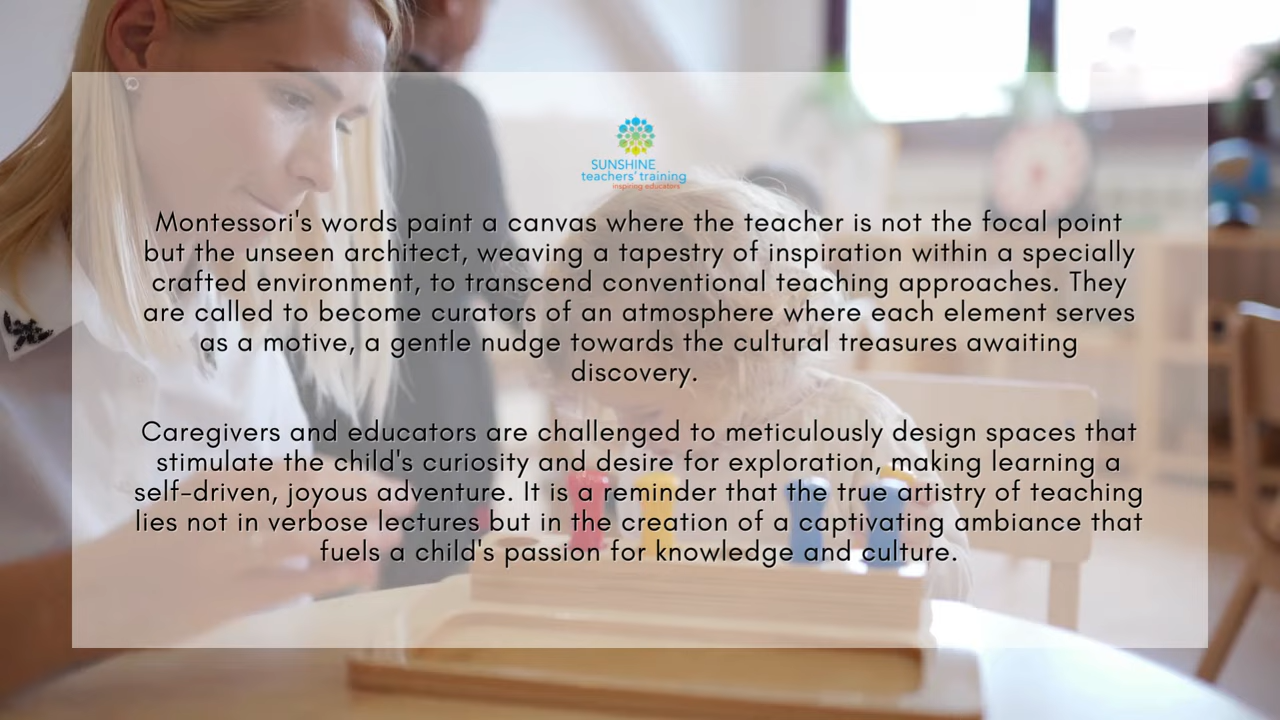 SUNSHINE
teachers' training
inspiring educators
Montessori's words paint a canvas where the teacher is not the focal point
but the unseen architect, weaving a tapestry of inspiration within a specially
crafted environment, to transcend conventional teaching approaches. They
are called to become curators of an atmosphere where each element serves
as a motive, a gentle nudge towards the cultural treasures awaiting
discovery.
Caregivers and educators are challenged to meticulously design spaces that
stimulate the child's curiosity and desire for exploration, making learning a
self-driven, joyous adventure. It is a reminder that the true artistry of teaching
lies not in verbose lectures but in the creation of a captivating ambiance that
fuels a child's passion for knowledge and culture.